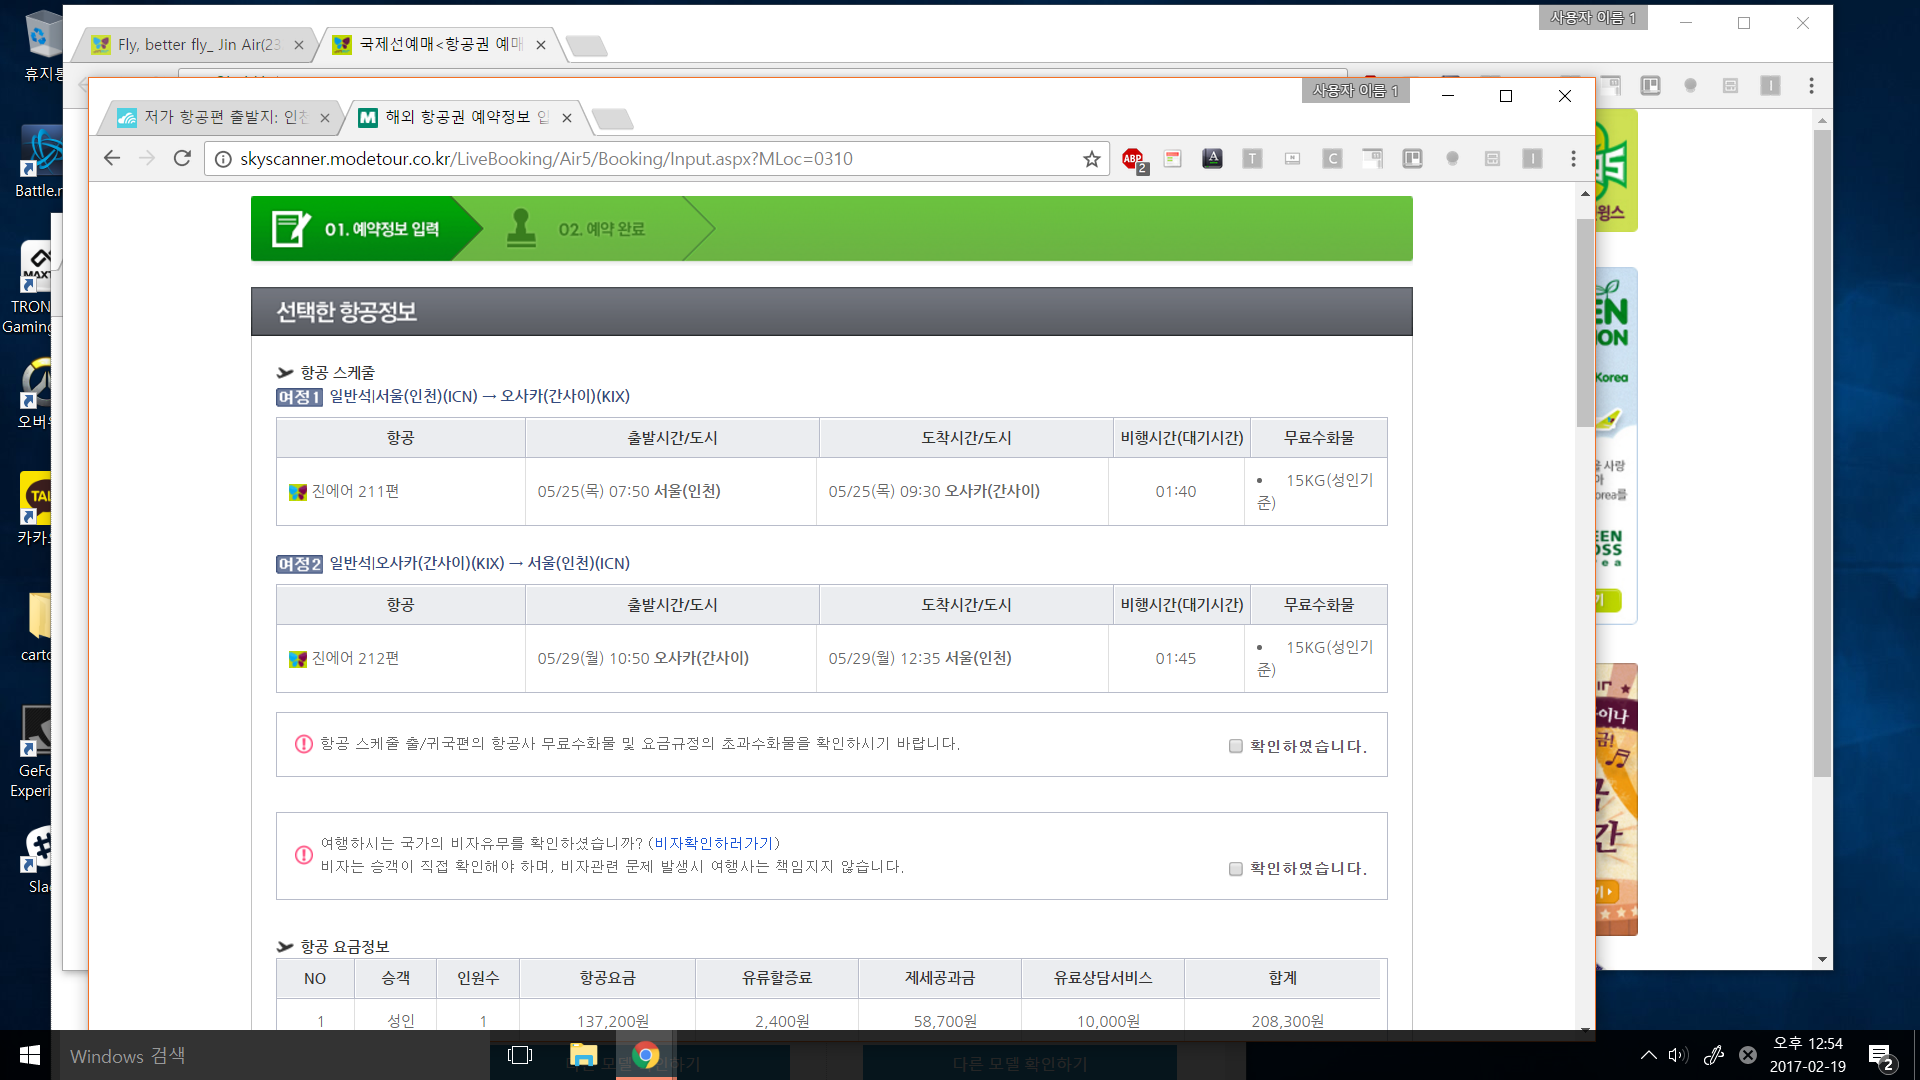 휴지통
사용자 이름 1
Fly, better fly_ Jin Air(23
국제선예매<항공권 예매
사용자 이름 1
저가 항공편 출발지: 인천
해외 항공권 예약정보 입
skyscanner.modetour.co.kr/LiveBooking/Air5/Booking/Input.aspx?MLoc=0310
ABP
2
Battle.n
TRON
Gaming
오버
카카오
carto
GeFo
Experi
Sla
01. 예약정보 입력
02. 예약 완료
선택한 항공정보
항공 스케줄
여정1 일반석|서울(인천)(ICN) → 오사카(간사이)(KIX)
항공 출발시간/도시 도착시간/도시 비행시간(대기시간) 무료수화물
진에어 211편 05/25(목) 07:50 서울(인천) 05/25(목) 09:30 오사카(간사이) 01:40 • 15KG(성인기
준)
여정2 일반석|오사카(간사이)(KIX) → 서울(인천)(ICN)
항공 출발시간/도시 도착시간/도시 비행시간(대기시간) 무료수화물
진에어 212편 05/29(월) 10:50 오사카(간사이) 05/29(월) 12:35 서울(인천) 01:45 • 15KG(성인기
준)
항공 스케줄 출/귀국편의 항공사 무료수화물 및 요금규정의 초과수화물을 확인하시기 바랍니다.
확인하였습니다.
여행하시는 국가의 비자유무를 확인하셨습니까? (비자확인하러가기)
비자는 승객이 직접 확인해야 하며, 비자관련 문제 발생시 여행사는 책임지지 않습니다.
확인하였습니다.
항공 요금정보
NO 승객 인원수 항공요금 유류할증료 제세공과금 유료상담서비스 합계
1 성인 1 137,200원 2,400원 58,700원 10,000원 208,300원
윙스
EN
ION
Korea
사랑
orea를
EEN
OSS
e a
이나
간
Windows 검색
다른 모델 확인하기
오후 12:54
2017-02-19
2